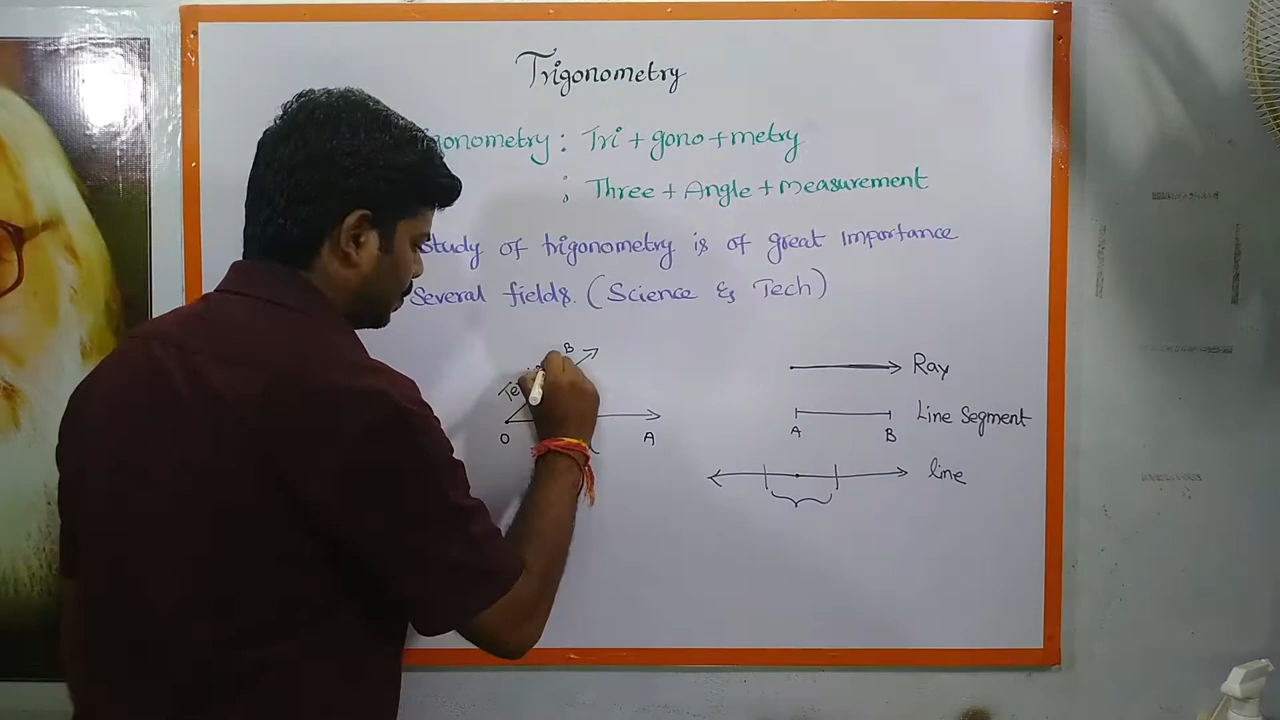 Trigonometry
gonometry : Tri + gono + metry
: Three + Angle + Measurement
Study of trigonometry is of great importance
Several fields. (Science & Tech)
B
O
A
Ray
Line Segment
A B
line